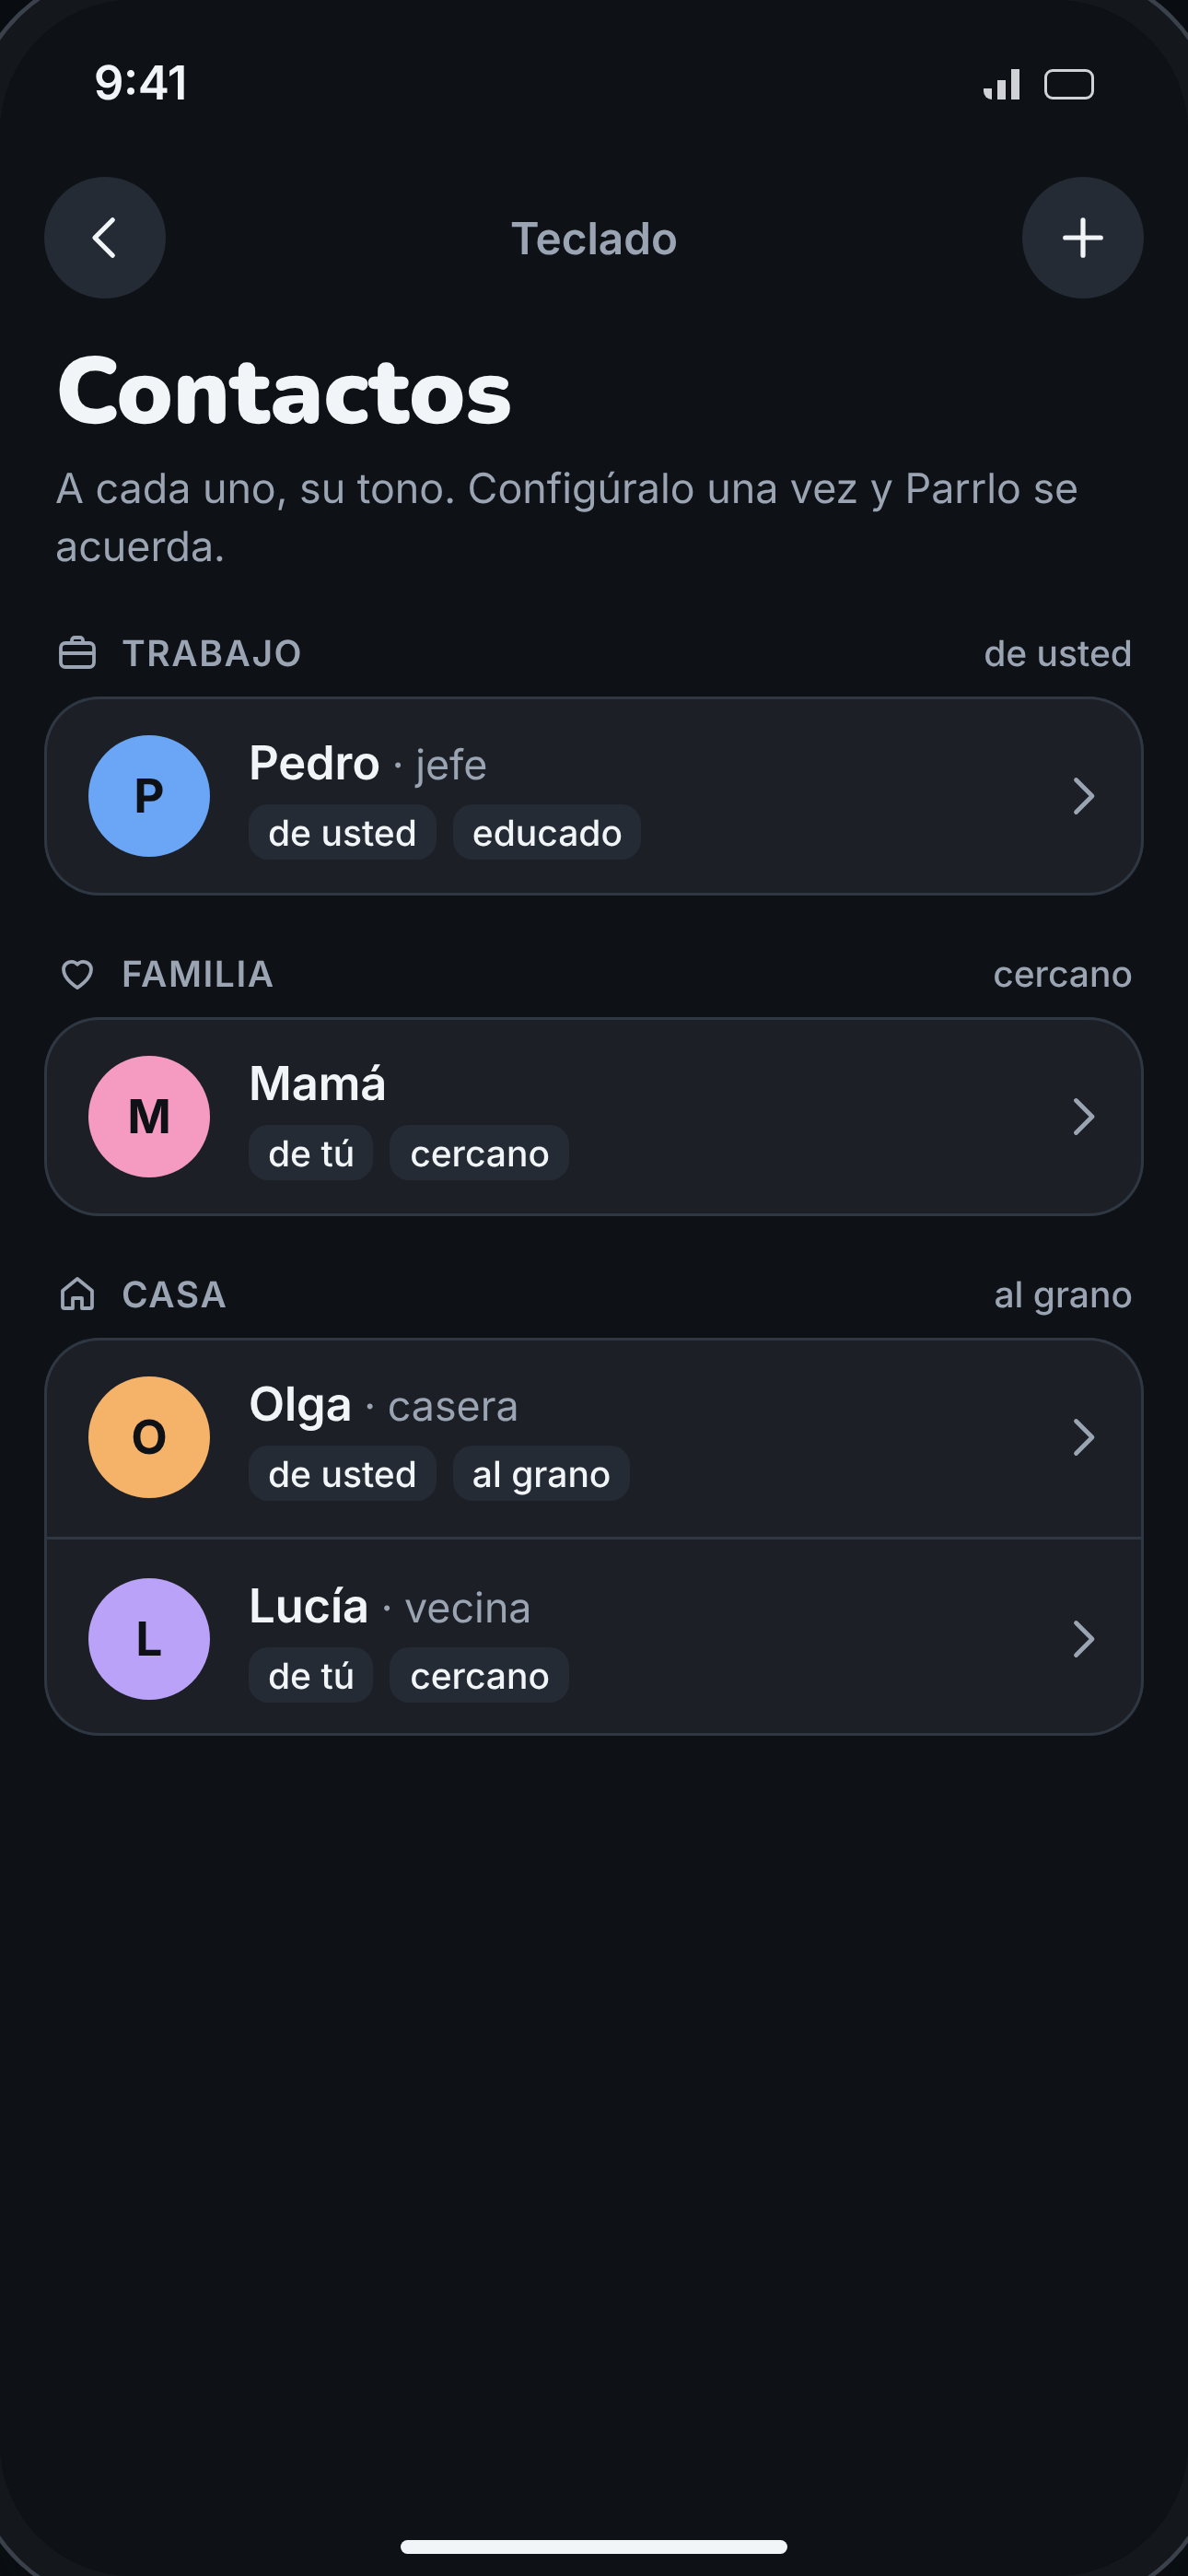 9:41
Teclado
Contactos
A cada uno, su tono. Configúralo una vez y Parrlo se
acuerda.
TRABAJO de usted
P
Pedro · jefe
de usted educado
FAMILIA cercano
M
Mamá
de tú cercano
CASA al grano
O
Olga · casera
de usted al grano
L
Lucía · vecina
de tú cercano